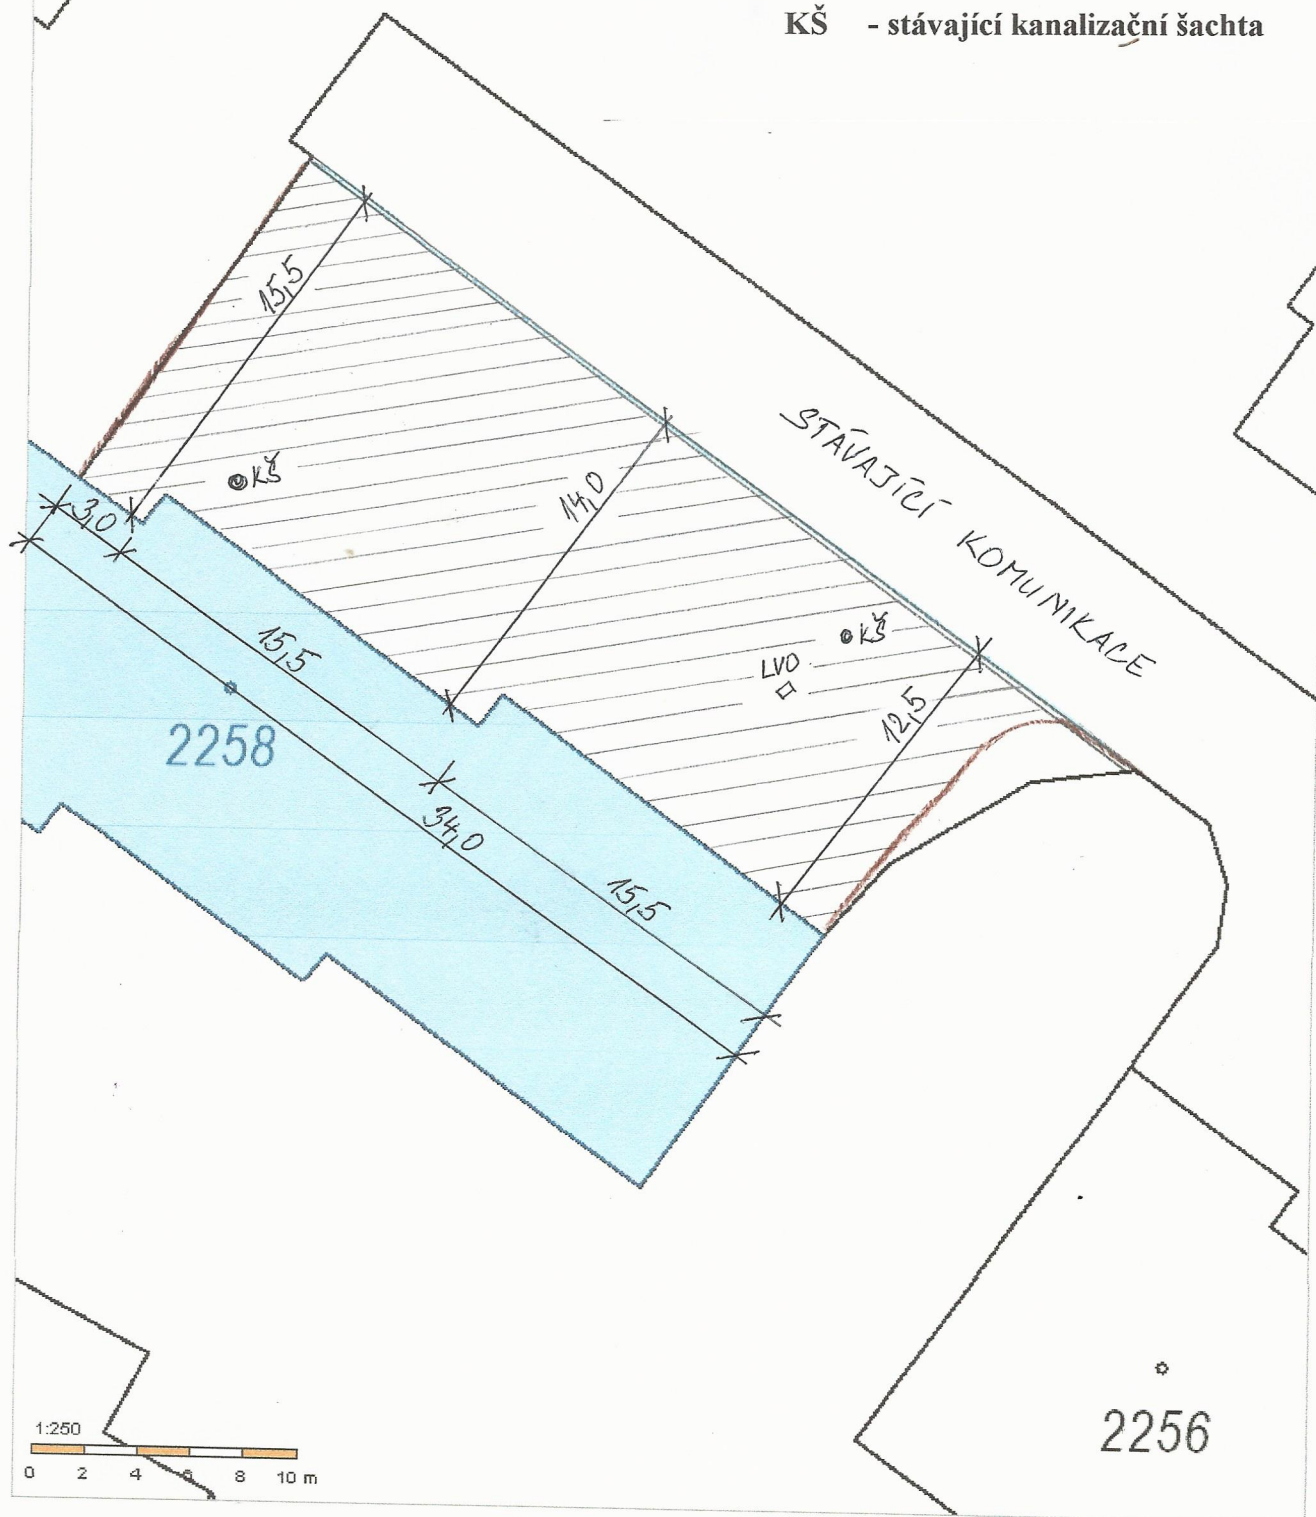 KŠ - stávající kanalizační šachta
15,5
STÁVAJÍCÍ KOMUNIKACE
KŠ
14,0
3,0
KŠ
LVO
15,5
12,5
2258
34,0
15,5
2256
1:250
0 2 4 6 8 10 m